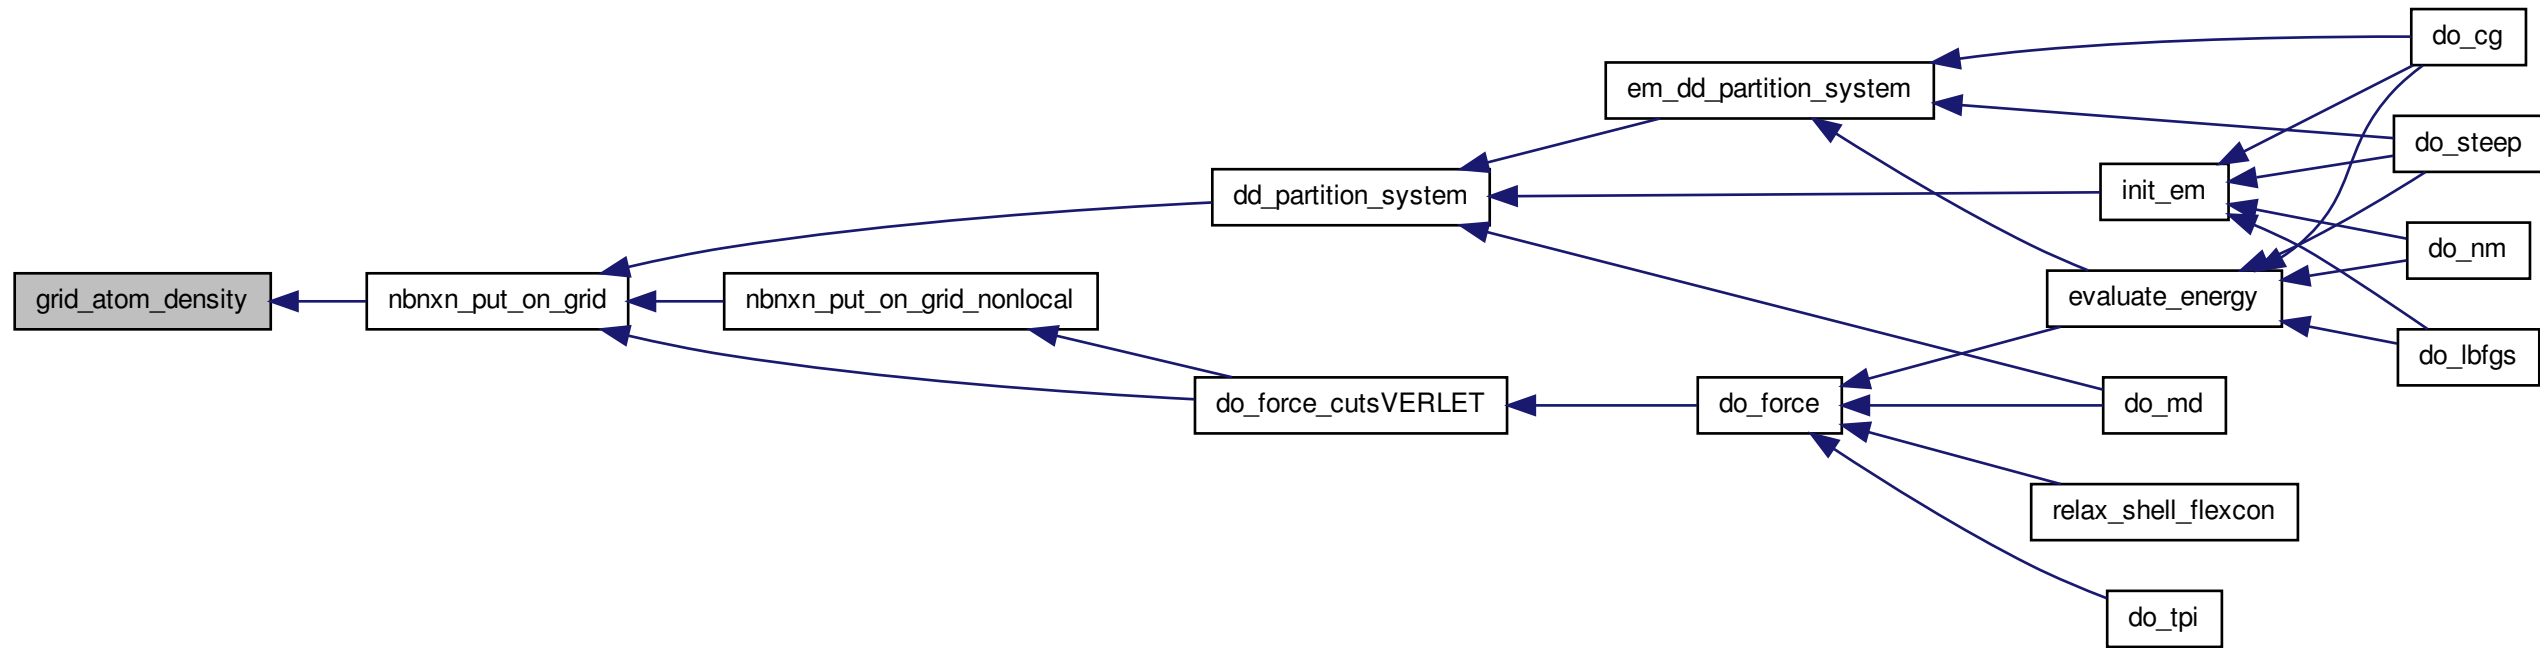 do_cg
em_dd_partition_system
do_steep
dd_partition_system
init_em
do_nm
grid_atom_density
nbnxn_put_on_grid
nbnxn_put_on_grid_nonlocal
evaluate_energy
do_lbfgs
do_force_cutsVERLET
do_force
do_md
relax_shell_flexcon
do_tpi